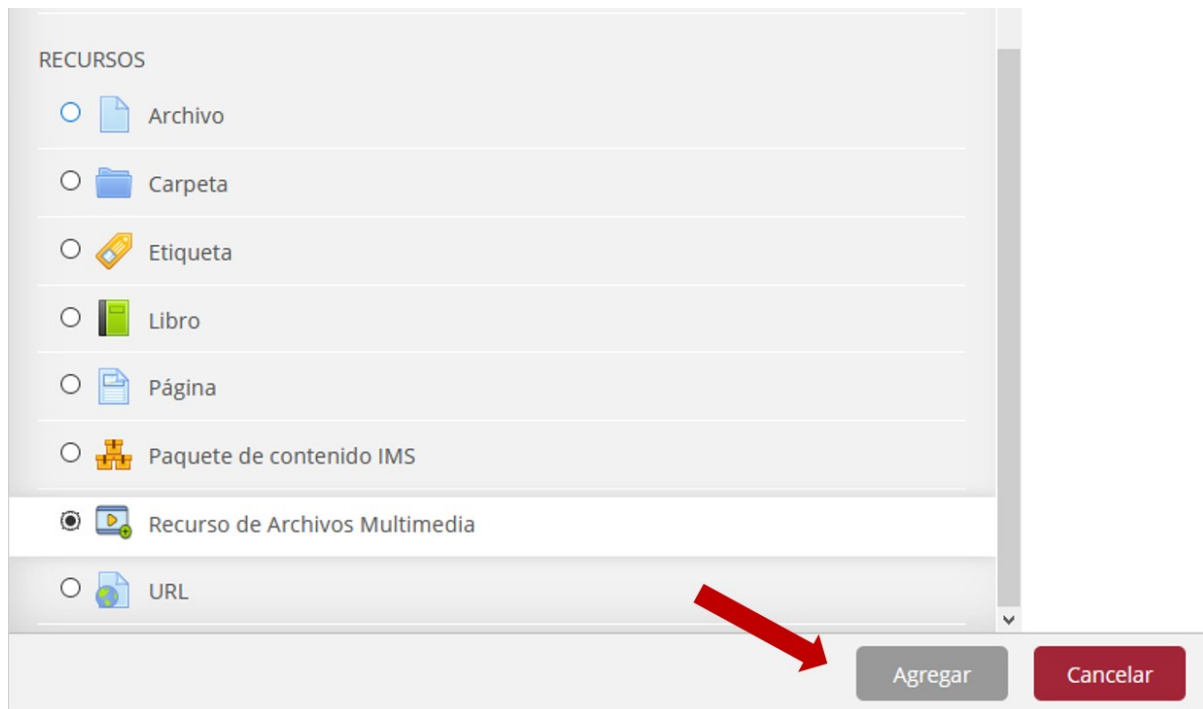 RECURSOS
Archivo
Carpeta
Etiqueta
Libro
Página
Paquete de contenido IMS
Recurso de Archivos Multimedia
URL
Agregar
Cancelar